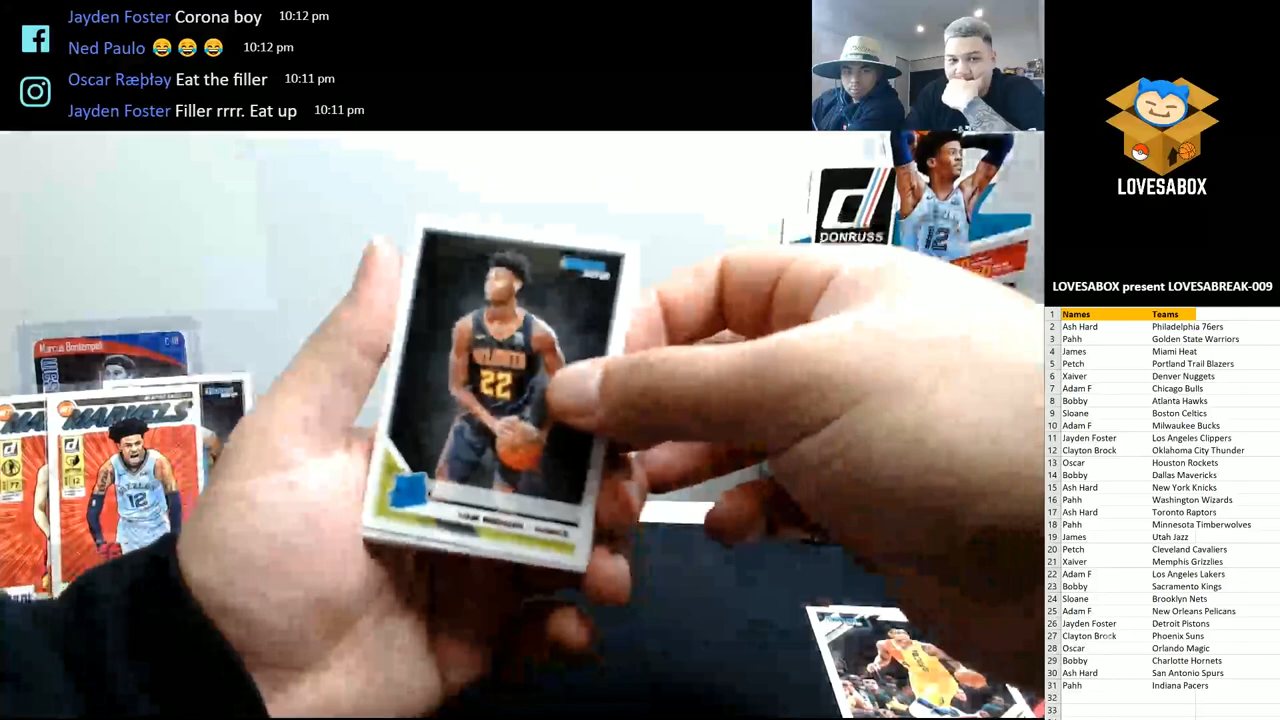 Jayden Foster Corona boy 10:12 pm
Ned Paulo 😂 😂 😂 10:12 pm
Oscar Ræþłəy Eat the filler 10:11 pm
Jayden Foster Filler rrrr. Eat up 10:11 pm
LOVESABOX
LOVESABOX present LOVESABREAK-009
1 Names Teams
2 Ash Hard Philadelphia 76ers
3 Pahh Golden State Warriors
4 James Miami Heat
5 Petch Portland Trail Blazers
6 Xaiver Denver Nuggets
7 Adam F Chicago Bulls
8 Bobby Atlanta Hawks
9 Sloane Boston Celtics
10 Adam F Milwaukee Bucks
11 Jayden Foster Los Angeles Clippers
12 Clayton Brock Oklahoma City Thunder
13 Oscar Houston Rockets
14 Bobby Dallas Mavericks
15 Ash Hard New York Knicks
16 Pahh Washington Wizards
17 Ash Hard Toronto Raptors
18 Pahh Minnesota Timberwolves
19 James Utah Jazz
20 Petch Cleveland Cavaliers
21 Xaiver Memphis Grizzlies
22 Adam F Los Angeles Lakers
23 Bobby Sacramento Kings
24 Sloane Brooklyn Nets
25 Adam F New Orleans Pelicans
26 Jayden Foster Detroit Pistons
27 Clayton Brock Phoenix Suns
28 Oscar Orlando Magic
29 Bobby Charlotte Hornets
30 Ash Hard San Antonio Spurs
31 Pahh Indiana Pacers
32
33
DONRUSS
12
ATLANTA
22
Marcus Bontempelli
MARVELS
12
77
12